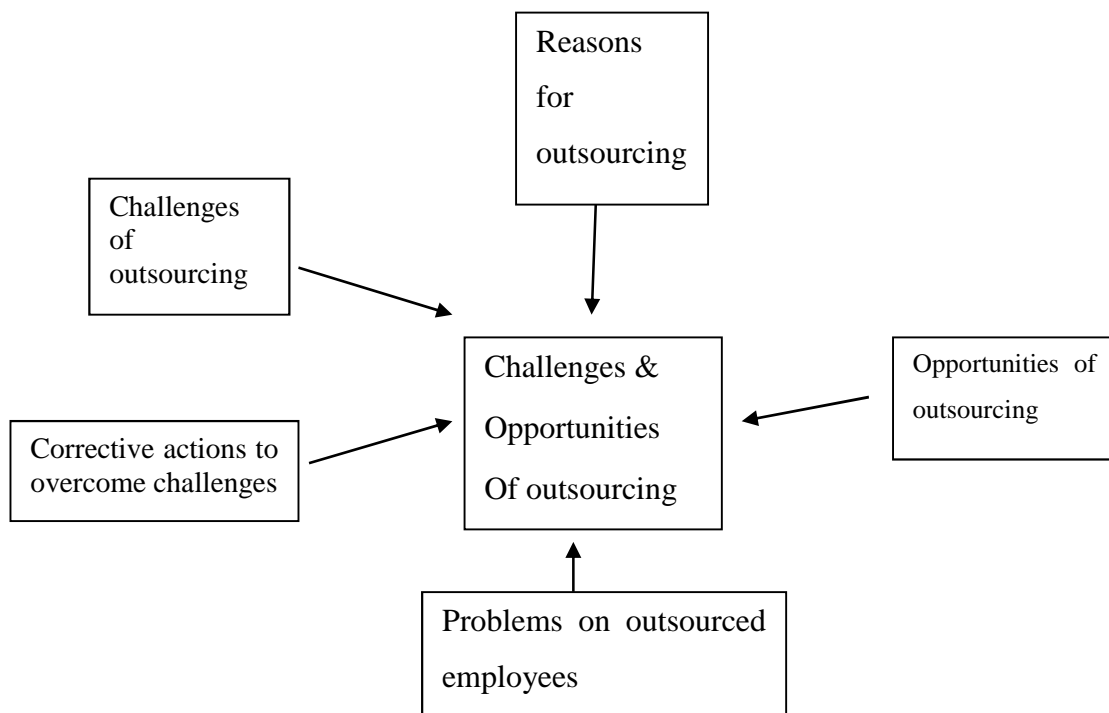 Reasons
for
outsourcing
Challenges
of
outsourcing
Challenges &
Opportunities
Of outsourcing
Opportunities of
outsourcing
Corrective actions to
overcome challenges
Problems on outsourced
employees